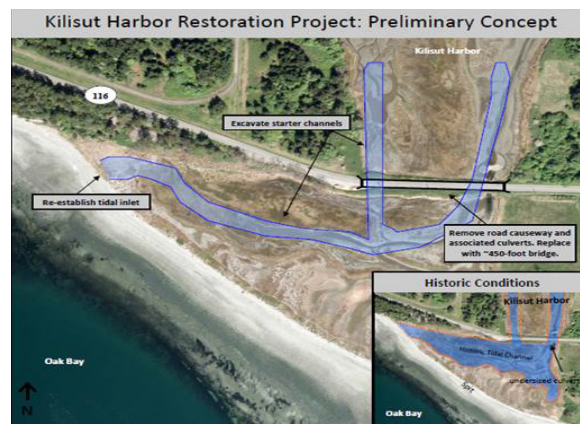 Kilisut Harbor Restoration Project: Preliminary Concept
Kilisut Harbor
116
Excavate starter channels
Re-establish tidal inlet
Remove road causeway and
associated culverts. Replace
with ~450-foot bridge.
Historic Conditions
Kilisut Harbor
Historic Tidal Channel
undersized culvert
Spit
Oak Bay
Oak Bay
N